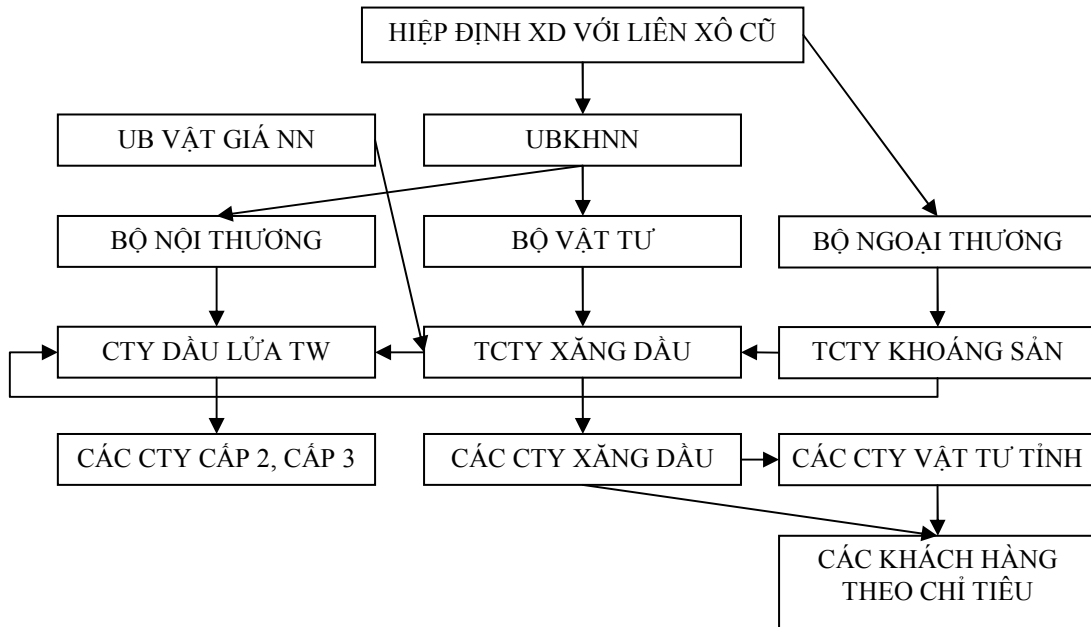 HIỆP ĐỊNH XD VỚI LIÊN XÔ CŨ
UB VẬT GIÁ NN
UBKHNN
BỘ NỘI THƯƠNG
BỘ VẬT TƯ
BỘ NGOẠI THƯƠNG
CTY DẦU LỬA TW
TCTY XĂNG DẦU
TCTY KHOÁNG SẢN
CÁC CTY CẤP 2, CẤP 3
CÁC CTY XĂNG DẦU
CÁC CTY VẬT TƯ TỈNH
CÁC KHÁCH HÀNG
THEO CHỈ TIÊU